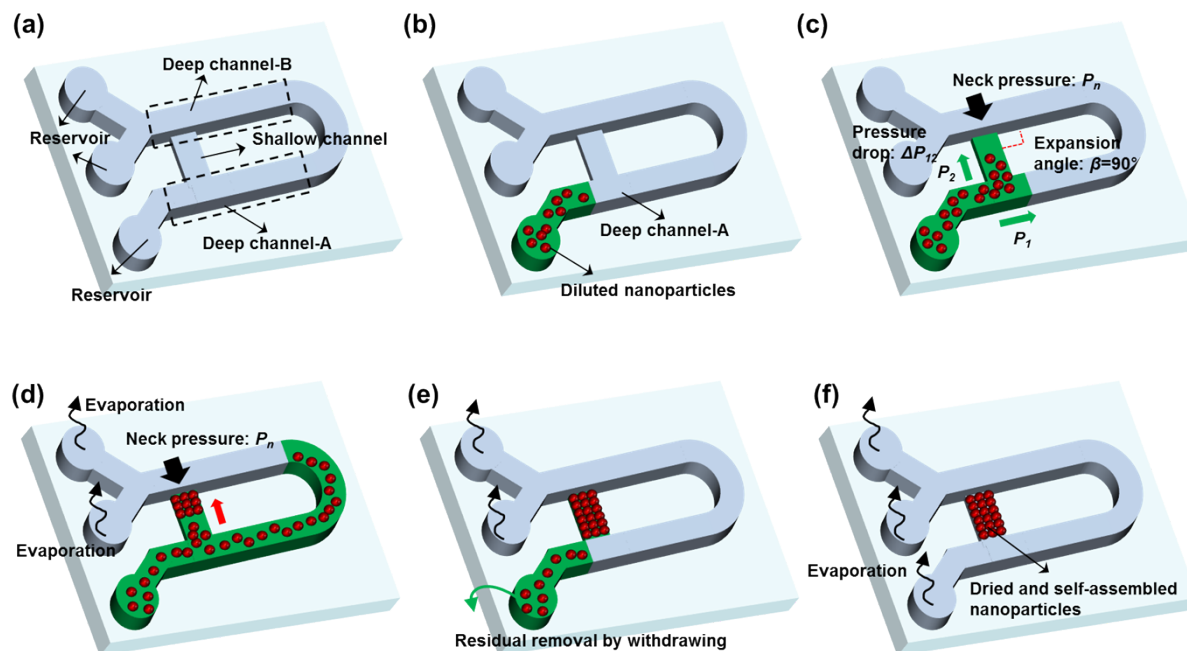 (a)
Deep channel-B
Reservoir
Shallow channel
Deep channel-A
Reservoir
(b)
Deep channel-A
Diluted nanoparticles
(c)
Neck pressure: Pn
Pressure
drop: ΔP12
P2
Expansion
angle: β=90°
P1
(d)
Evaporation
Neck pressure: Pn
Evaporation
(e)
Residual removal by withdrawing
(f)
Evaporation
Dried and self-assembled
nanoparticles